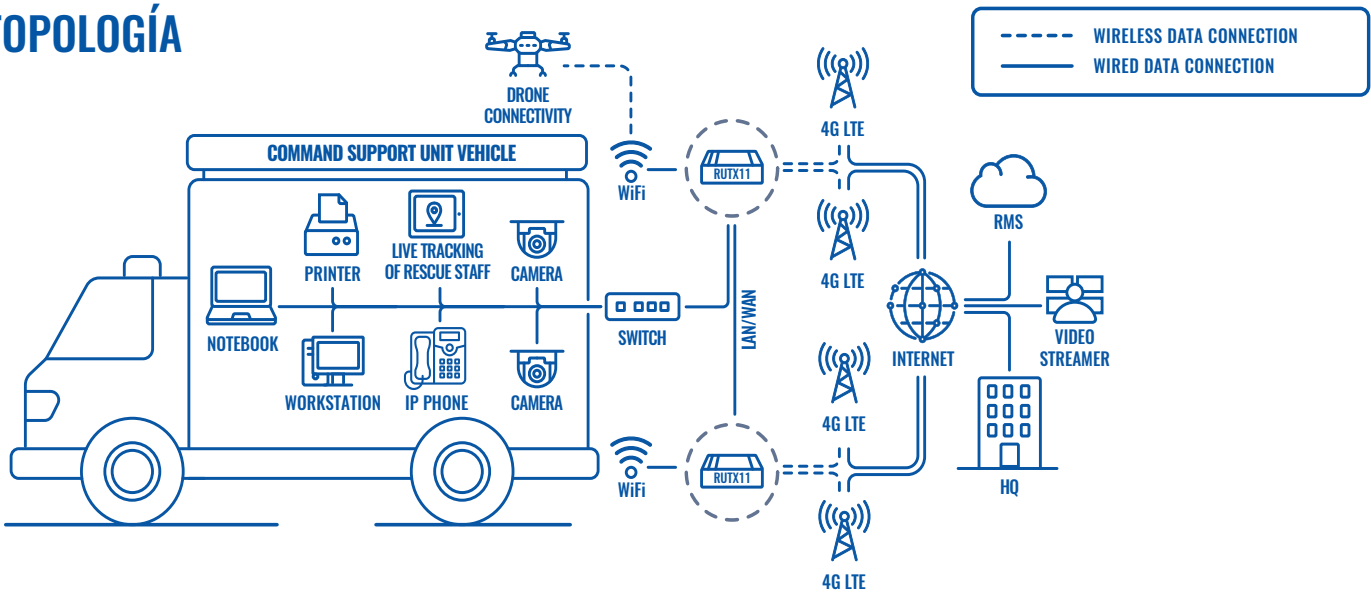 TOPOLOGÍA
WIRELESS DATA CONNECTION
WIRED DATA CONNECTION
DRONE
CONNECTIVITY
4G LTE
COMMAND SUPPORT UNIT VEHICLE
WiFi
RUTX11
RMS
PRINTER
LIVE TRACKING
OF RESCUE STAFF
CAMERA
4G LTE
NOTEBOOK
SWITCH
LAN/WAN
INTERNET
VIDEO
STREAMER
WORKSTATION
IP PHONE
CAMERA
4G LTE
WiFi
RUTX11
HQ
4G LTE